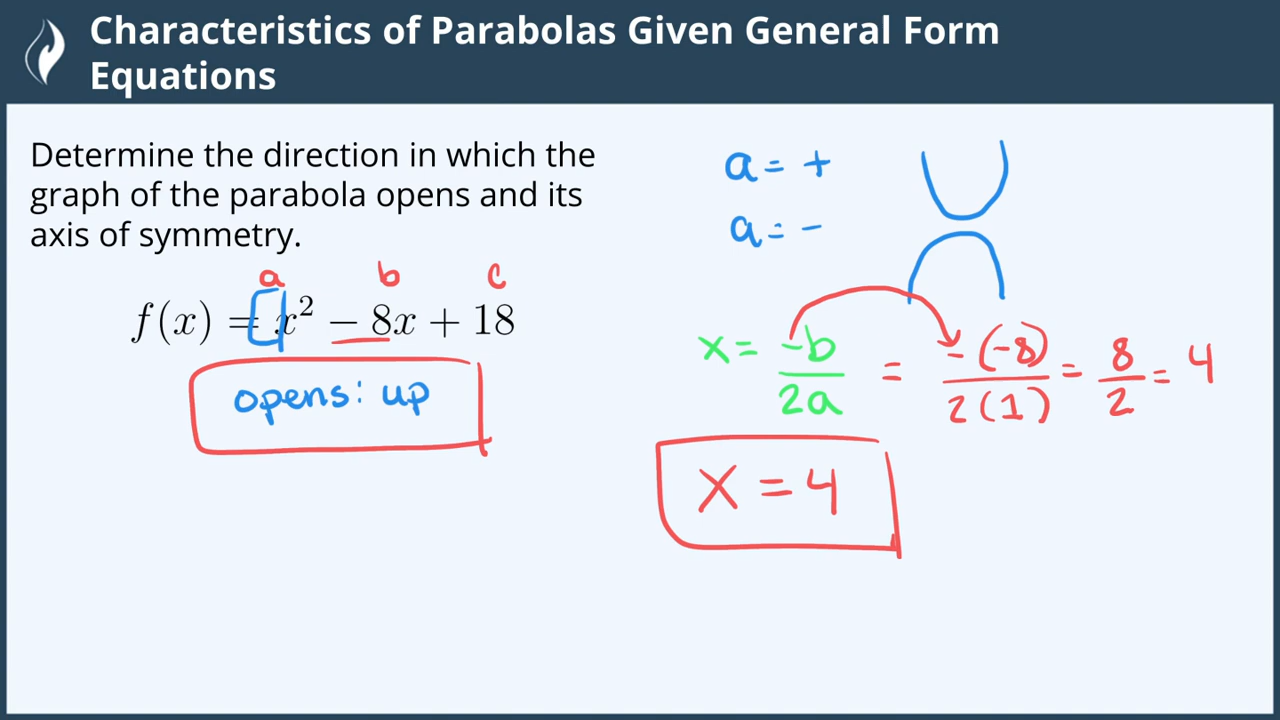 Characteristics of Parabolas Given General Form
Equations
Determine the direction in which the
graph of the parabola opens and its
axis of symmetry.
a b c
f(x) = x² − 8x + 18
opens: up
a = +
a = −
x = -b/2a = -(-8)/2(1) = 8/2 = 4
x = 4